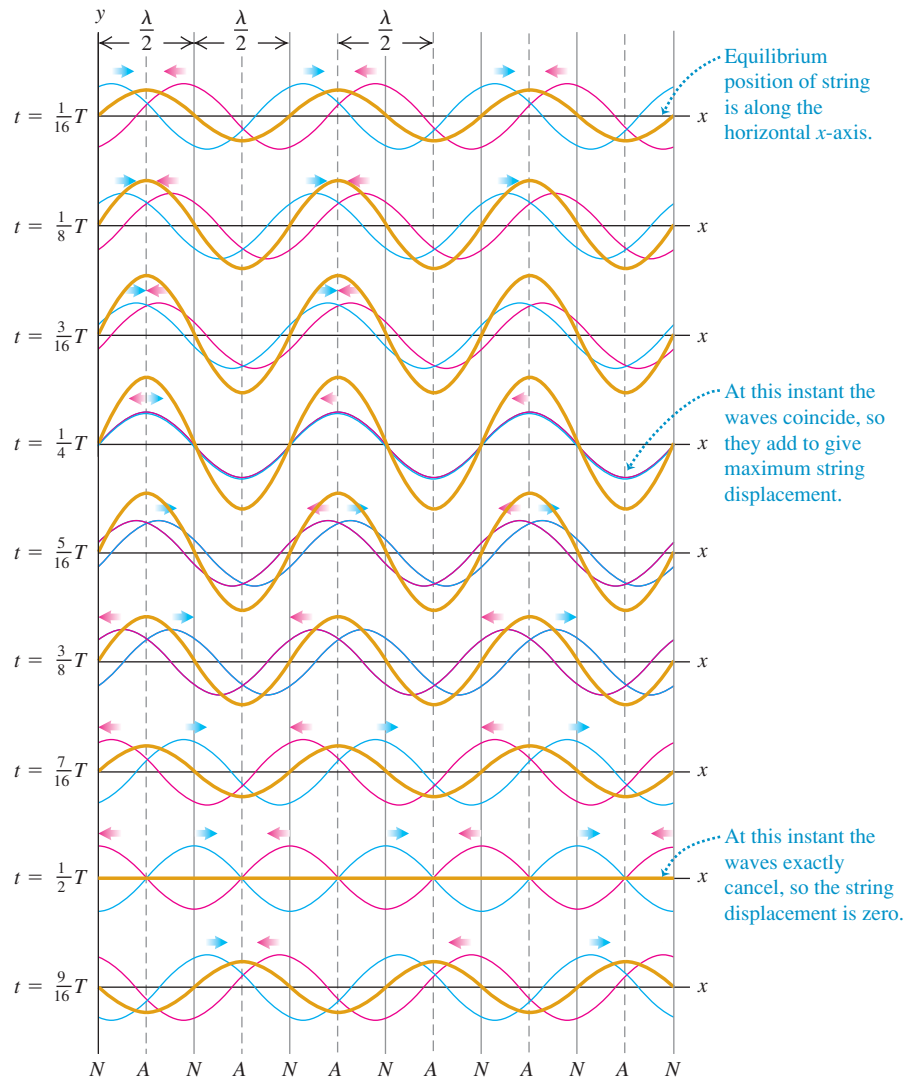 y
λ/2 λ/2 λ/2
Equilibrium
position of string
is along the
horizontal x-axis.
t = 1/16 T x
t = 1/8 T x
t = 3/16 T x
At this instant the
waves coincide, so
they add to give
maximum string
displacement.
t = 1/4 T x
t = 5/16 T x
t = 3/8 T x
t = 7/16 T x
At this instant the
waves exactly
cancel, so the string
displacement is zero.
t = 1/2 T x
t = 9/16 T x
N A N A N A N A N A N A N